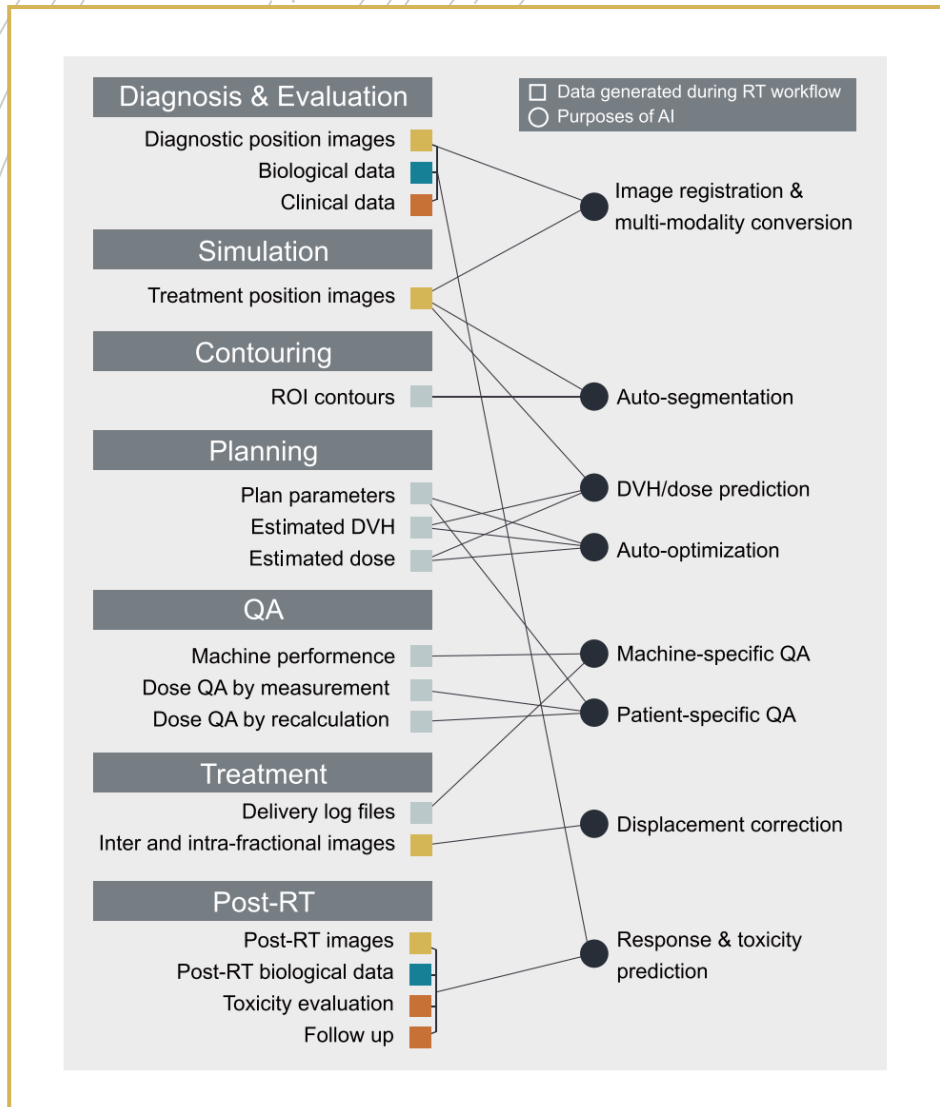 Diagnosis & Evaluation
Diagnostic position images
Biological data
Clinical data
Simulation
Treatment position images
Contouring
ROI contours
Planning
Plan parameters
Estimated DVH
Estimated dose
QA
Machine performence
Dose QA by measurement
Dose QA by recalculation
Treatment
Delivery log files
Inter and intra-fractional images
Post-RT
Post-RT images
Post-RT biological data
Toxicity evaluation
Follow up
Data generated during RT workflow
Purposes of AI
Image registration &
multi-modality conversion
Auto-segmentation
DVH/dose prediction
Auto-optimization
Machine-specific QA
Patient-specific QA
Displacement correction
Response & toxicity
prediction